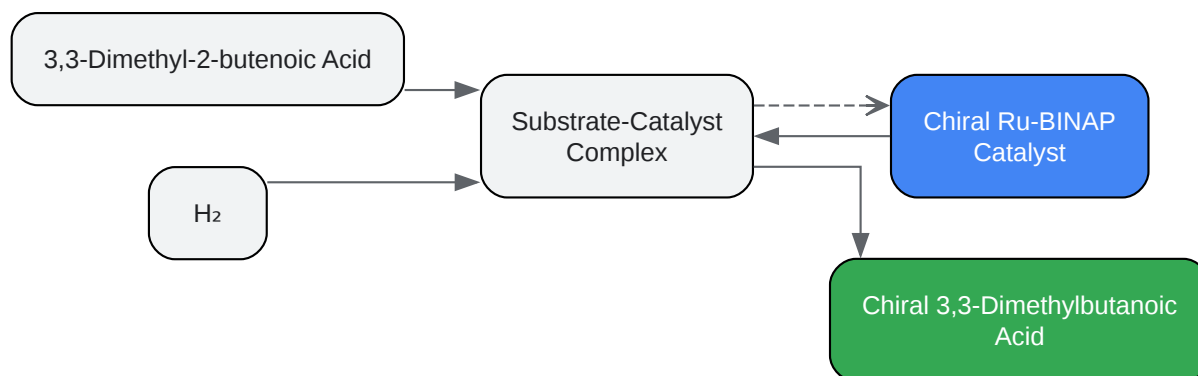 3,3-Dimethyl-2-butenoic Acid
H₂
Substrate-Catalyst
Complex
Chiral Ru-BINAP
Catalyst
Chiral 3,3-Dimethylbutanoic
Acid